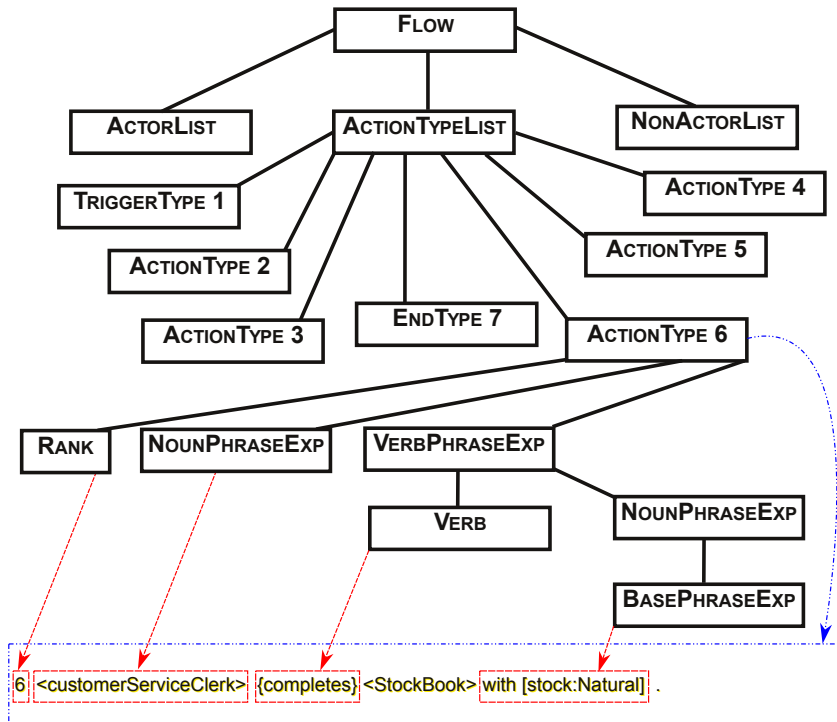 FLOW
ACTORLIST
ACTIONTYPELIST
NONACTORLIST
TRIGGERTYPE 1
ACTIONTYPE 4
ACTIONTYPE 2
ACTIONTYPE 5
ACTIONTYPE 3
ENDTYPE 7
ACTIONTYPE 6
RANK
NOUNPHRASEEXP
VERBPHRASEEXP
VERB
NOUNPHRASEEXP
BASEPHRASEEXP
6 <customerServiceClerk> {completes} <StockBook> with [stock:Natural] .